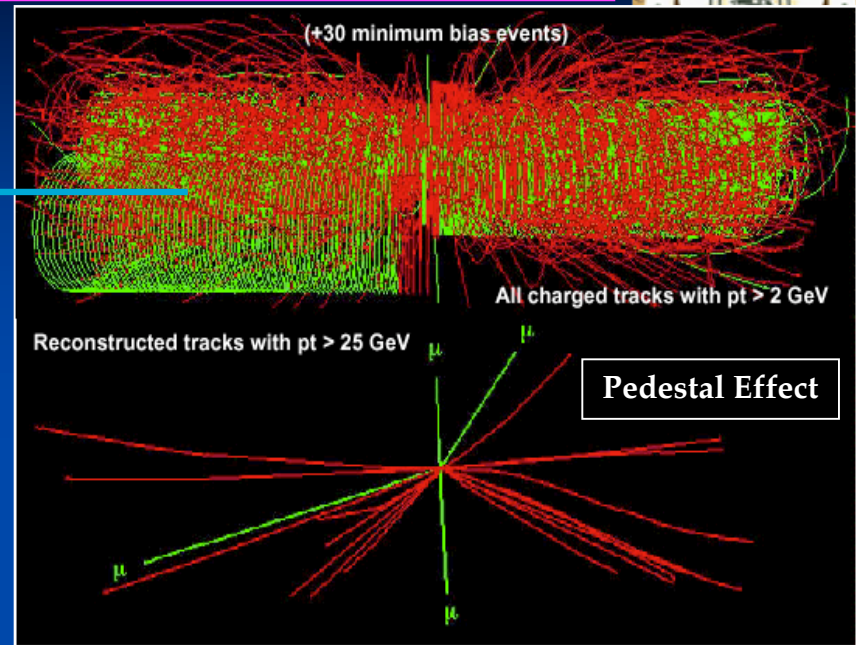 (+30 minimum bias events)
All charged tracks with pt > 2 GeV
Reconstructed tracks with pt > 25 GeV
μ
μ
Pedestal Effect
μ
μ